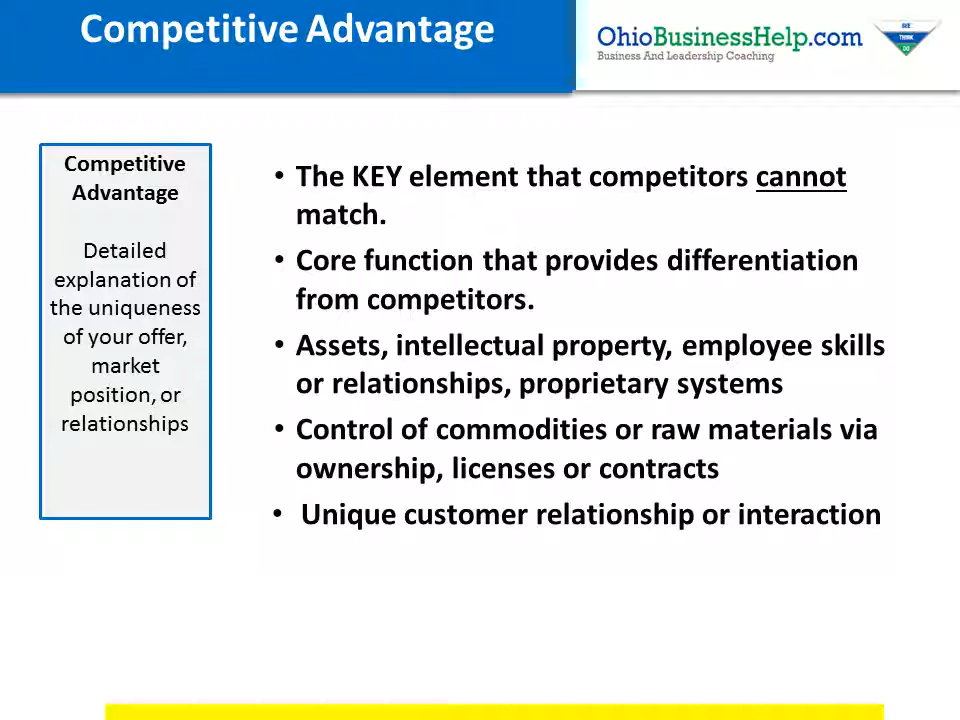 Competitive Advantage
OhioBusinessHelp.com
Business And Leadership Coaching
BE
THINK
DO
Competitive
Advantage
Detailed
explanation of
the uniqueness
of your offer,
market
position, or
relationships
• The KEY element that competitors cannot
match.
• Core function that provides differentiation
from competitors.
• Assets, intellectual property, employee skills
or relationships, proprietary systems
• Control of commodities or raw materials via
ownership, licenses or contracts
• Unique customer relationship or interaction